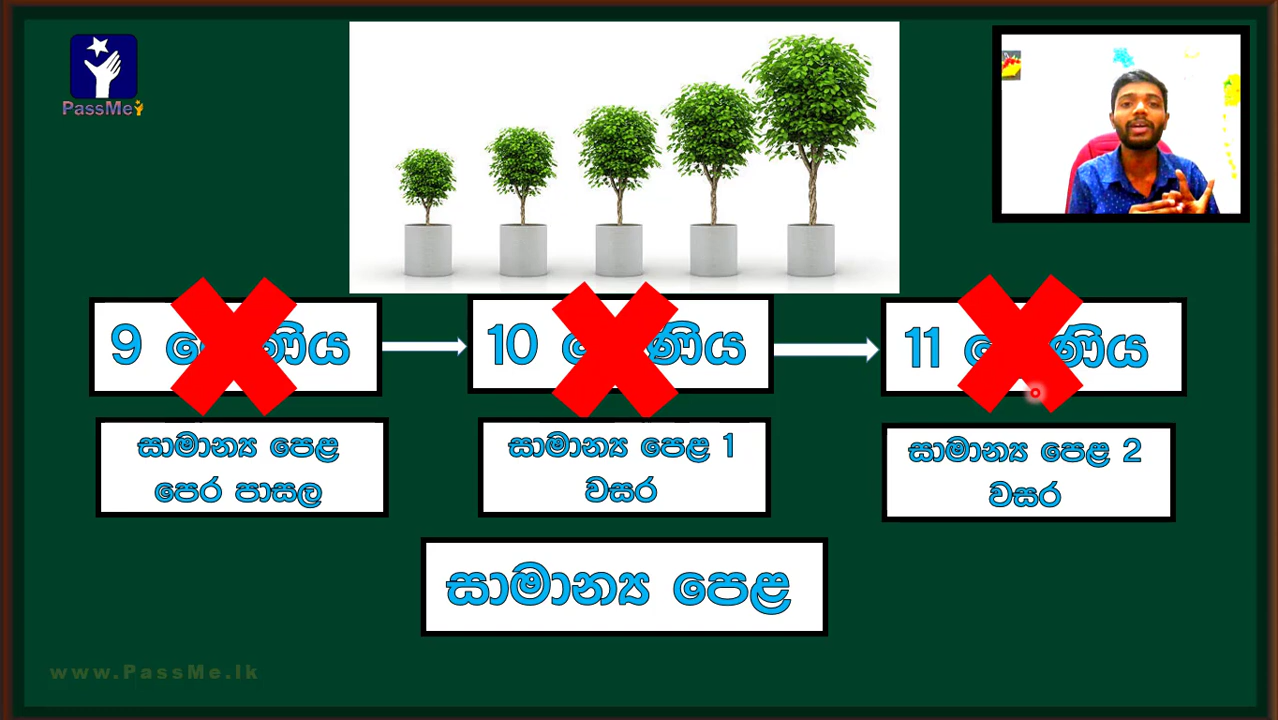 PassMe
9
ණිය
10
ණිය
11
ණිය
සාමාන්‍ය පෙළ
පෙර පාසල
සාමාන්‍ය පෙළ 1
වසර
සාමාන්‍ය පෙළ 2
වසර
සාමාන්‍ය පෙළ
www.PassMe.lk